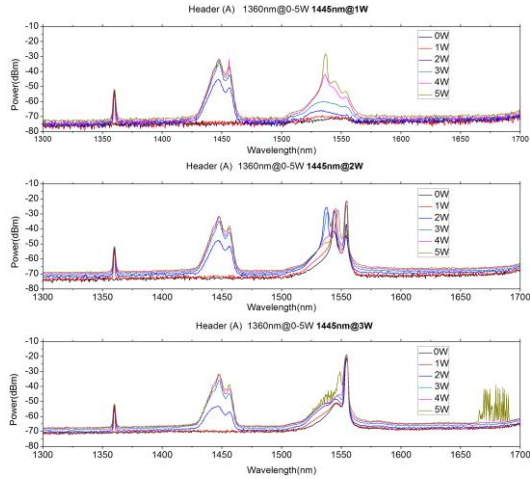 Header (A) 1360nm@0-5W 1445nm@1W
Power(dBm)
-10
-20
-30
-40
-50
-60
-70
-80
0W
1W
2W
3W
4W
5W
1300 1350 1400 1450 1500 1550 1600 1650 1700
Wavelength(nm)
Header (A) 1360nm@0-5W 1445nm@2W
Power(dBm)
-10
-20
-30
-40
-50
-60
-70
-80
0W
1W
2W
3W
4W
5W
1300 1350 1400 1450 1500 1550 1600 1650 1700
Wavelength(nm)
Header (A) 1360nm@0-5W 1445nm@3W
Power(dBm)
-10
-20
-30
-40
-50
-60
-70
-80
0W
1W
2W
3W
4W
5W
1300 1350 1400 1450 1500 1550 1600 1650 1700
Wavelength(nm)